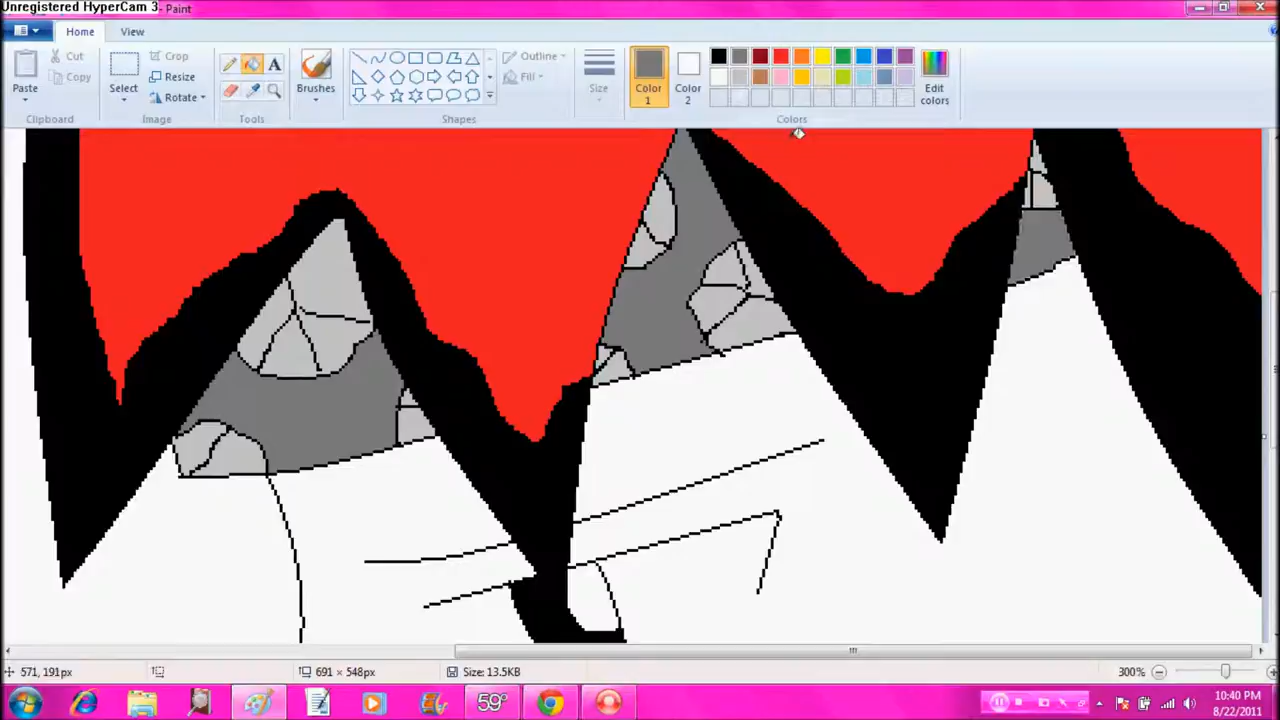 Unregistered HyperCam 3 - Paint
Home View
Paste
Cut
Copy
Clipboard
Select
Crop
Resize
Rotate
Image
A
Tools
Brushes
Outline
Fill
Shapes
Size
Color 1
Color 2
Colors
Edit colors
571, 191px
691 × 548px
Size: 13.5KB
300%
59°
10:40 PM
8/22/2011